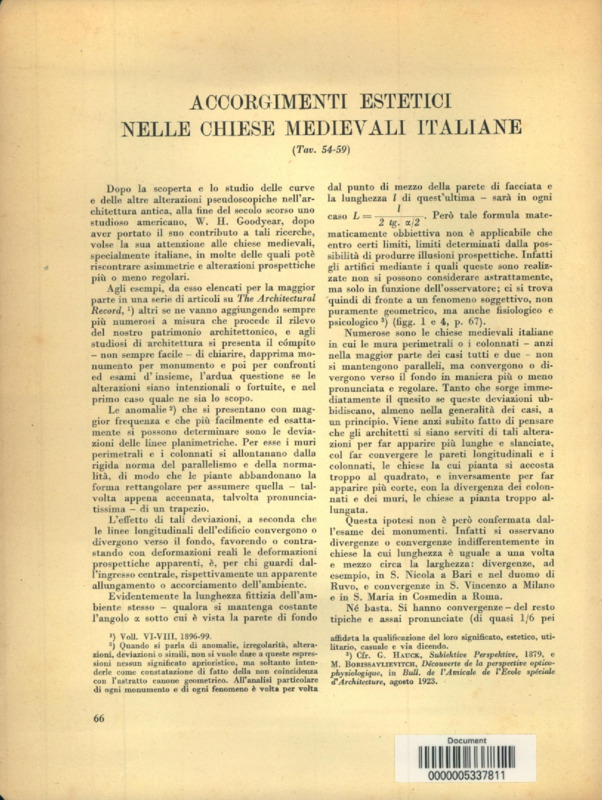 ACCORGIMENTI ESTETICI
NELLE CHIESE MEDIEVALI ITALIANE
(Tav. 54-59)
Dopo la scoperta e lo studio delle curve
e delle altre alterazioni pseudoscopiche nell'ar-
chitettura antica, alla fine del secolo scorso uno
studioso americano, W. H. Goodyear, dopo
aver portato il suo contributo a tali ricerche,
volse la sua attenzione alle chiese medievali,
specialmente italiane, in molte delle quali potè
riscontrare asimmetrie e alterazioni prospettiche
più o meno regolari.
Agli esempi, da esso elencati per la maggior
parte in una serie di articoli su The Architectural
Record, ¹) altri se ne vanno aggiungendo sempre
più numerosi a misura che procede il rilevo
del nostro patrimonio architettonico, e agli
studiosi di architettura si presenta il cómpito
- non sempre facile - di chiarire, dapprima mo-
numento per monumento e poi per confronti
ed esami d'insieme, l'ardua questione se le
alterazioni siano intenzionali o fortuite, e nel
primo caso quale ne sia lo scopo.
Le anomalie ²) che si presentano con mag-
gior frequenza e che più facilmente ed esatta-
mente si possono determinare sono le devia-
zioni delle linee planimetriche. Per esse i muri
perimetrali e i colonnati si allontanano dalla
rigida norma del parallelismo e della norma-
lità, di modo che le piante abbandonano la
forma rettangolare per assumere quella - tal-
volta appena accennata, talvolta pronuncia-
tissima - di un trapezio.
L'effetto di tali deviazioni, a seconda che
le linee longitudinali dell'edificio convergono o
divergono verso il fondo, favorendo o contra-
stando con deformazioni reali le deformazioni
prospettiche apparenti, è, per chi guardi dal-
l'ingresso centrale, rispettivamente un apparente
allungamento o accorciamento dell'ambiente.
Evidentemente la lunghezza fittizia dell'am-
biente stesso - qualora si mantenga costante
l'angolo α sotto cui è vista la parete di fondo
¹) Voll. VI-VIII, 1896-99.
²) Quando si parla di anomalie, irregolarità, altera-
zioni, deviazioni o simili, non si vuole dare a queste espres-
sioni nessun significato aprioristico, ma soltanto inten-
derle come constatazione di fatto della non coincidenza
con l'astratto canone geometrico. All'analisi particolare
di ogni monumento e di ogni fenomeno è volta per volta
dal punto di mezzo della parete di facciata e
la lunghezza l di quest'ultima - sarà in ogni
caso L = l / 2 tg. α/2. Però tale formula mate-
maticamente obbiettiva non è applicabile che
entro certi limiti, limiti determinati dalla pos-
sibilità di produrre illusioni prospettiche. Infatti
gli artifici mediante i quali queste sono realiz-
zate non si possono considerare astrattamente,
ma solo in funzione dell'osservatore; ci si trova
quindi di fronte a un fenomeno soggettivo, non
puramente geometrico, ma anche fisiologico e
psicologico ³) (figg. 1 e 4, p. 67).
Numerose sono le chiese medievali italiane
in cui le mura perimetrali o i colonnati - anzi
nella maggior parte dei casi tutti e due - non
si mantengono paralleli, ma convergono o di-
vergono verso il fondo in maniera più o meno
pronunciata e regolare. Tanto che sorge imme-
diatamente il quesito se queste deviazioni ub-
bidiscano, almeno nella generalità dei casi, a
un principio. Viene anzi subito fatto di pensare
che gli architetti si siano serviti di tali altera-
zioni per far apparire più lunghe e slanciate,
col far convergere le pareti longitudinali e i
colonnati, le chiese la cui pianta si accosta
troppo al quadrato, e inversamente per far
apparire più corte, con la divergenza dei colon-
nati e dei muri, le chiese a pianta troppo al-
lungata.
Questa ipotesi non è però confermata dal-
l'esame dei monumenti. Infatti si osservano
divergenze o convergenze indifferentemente in
chiese la cui lunghezza è uguale a una volta
e mezzo circa la larghezza: divergenze, ad
esempio, in S. Nicola a Bari e nel duomo di
Ruvo, e convergenze in S. Vincenzo a Milano
e in S. Maria in Cosmedin a Roma.
Nè basta. Si hanno convergenze - del resto
tipiche e assai pronunciate (di quasi 1/6 pei
affideta la qualificazione del loro significato, estetico, uti-
litario, casuale e via dicendo.
³) Cfr. G. HAUCK, Subiektive Perspektive, 1879, e
M. BORISSAVLIEVITCH, Découverte de la perspective optico-
physiologique, in Bull. de l'Amicale de l'Ecole spéciale
d'Architecture, agosto 1923.
66
Document
0000005337811